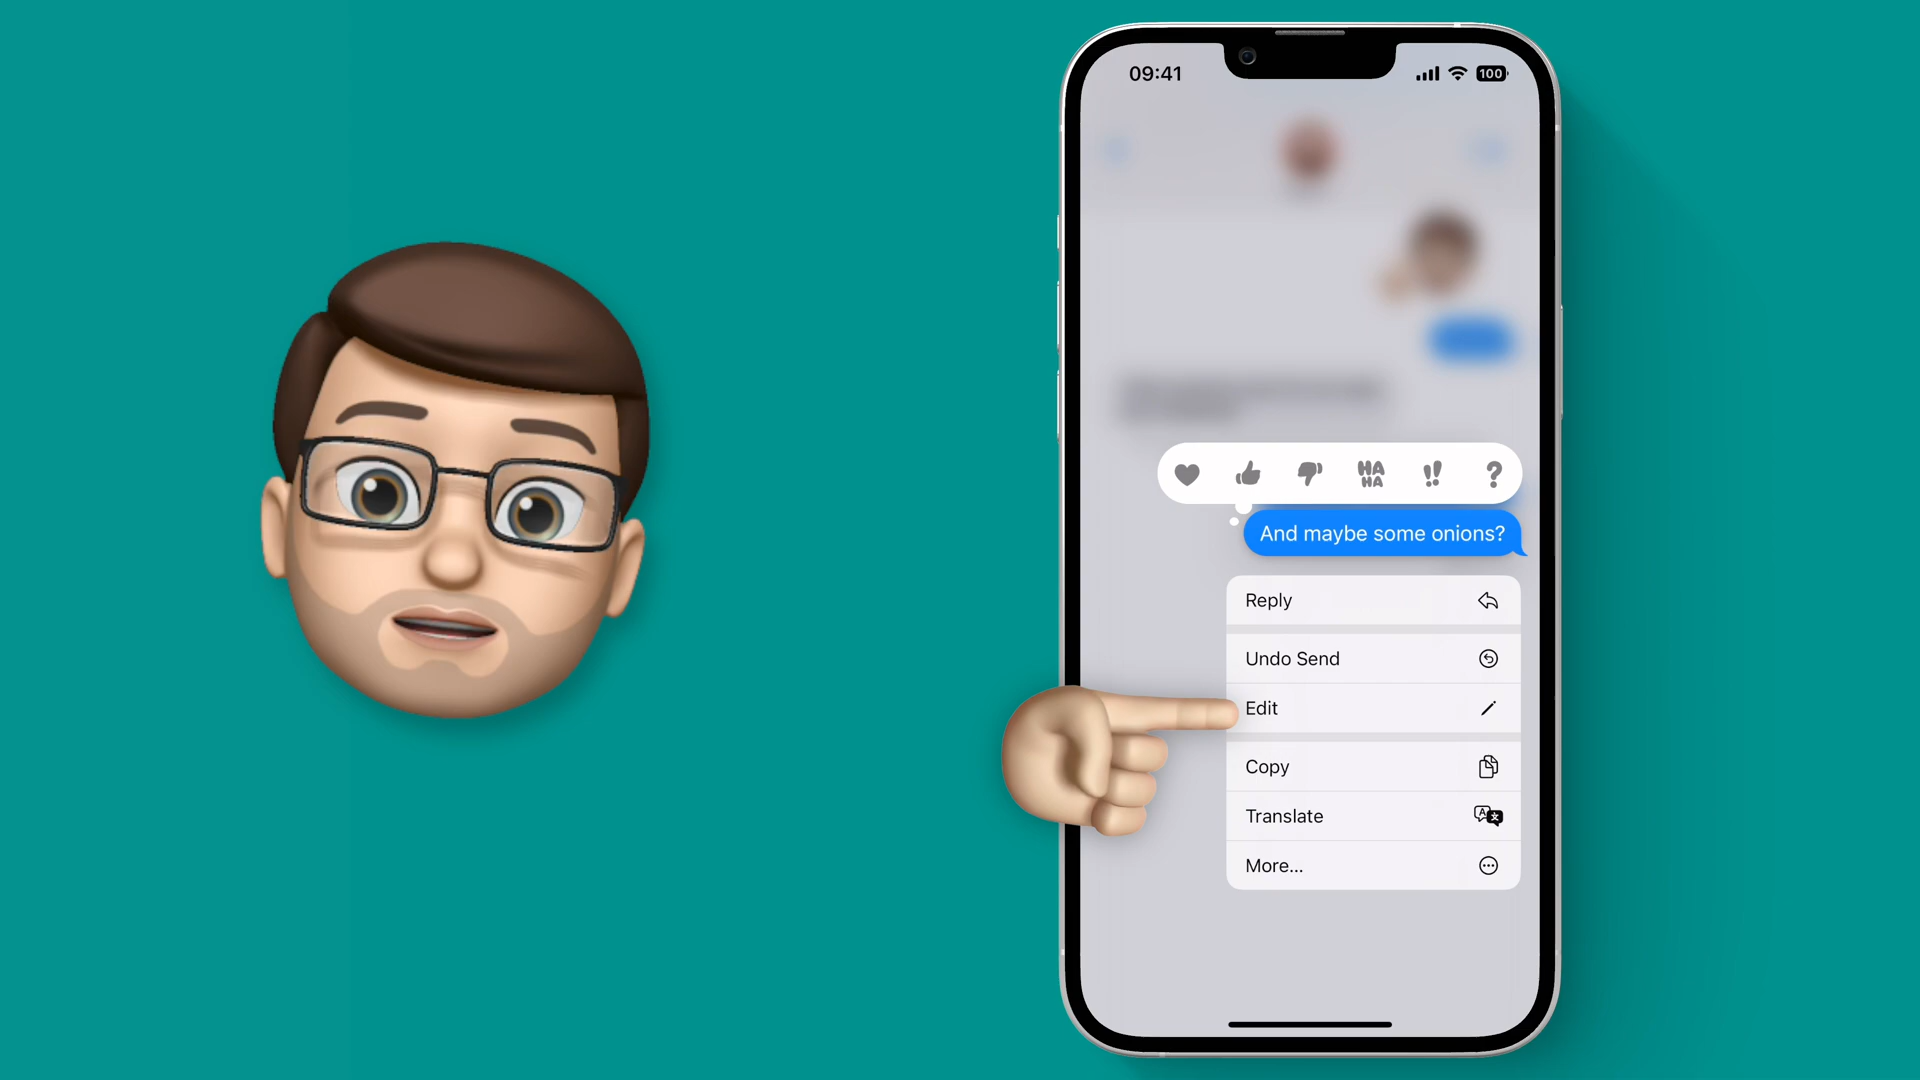 09:41
100
HA
HA
!!
?
And maybe some onions?
Reply
Undo Send
Edit
Copy
Translate
More...